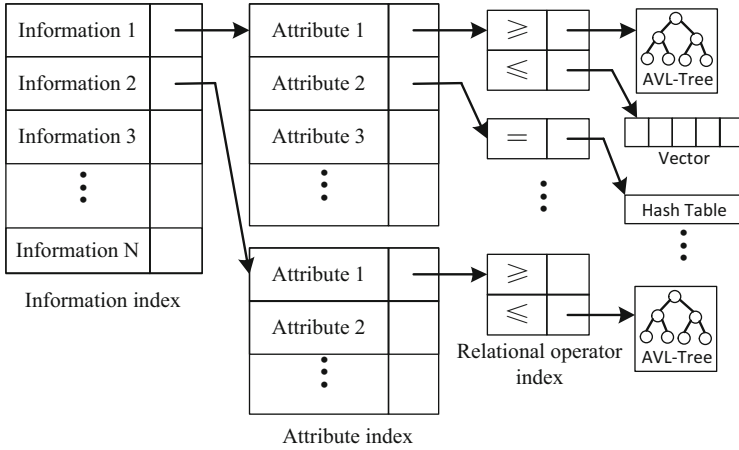 Information 1
Information 2
Information 3
Information N
Information index
Attribute 1
Attribute 2
Attribute 3
Attribute 1
Attribute 2
Attribute index
≥
≤
=
≥
≤
Relational operator
index
AVL-Tree
Vector
Hash Table
AVL-Tree